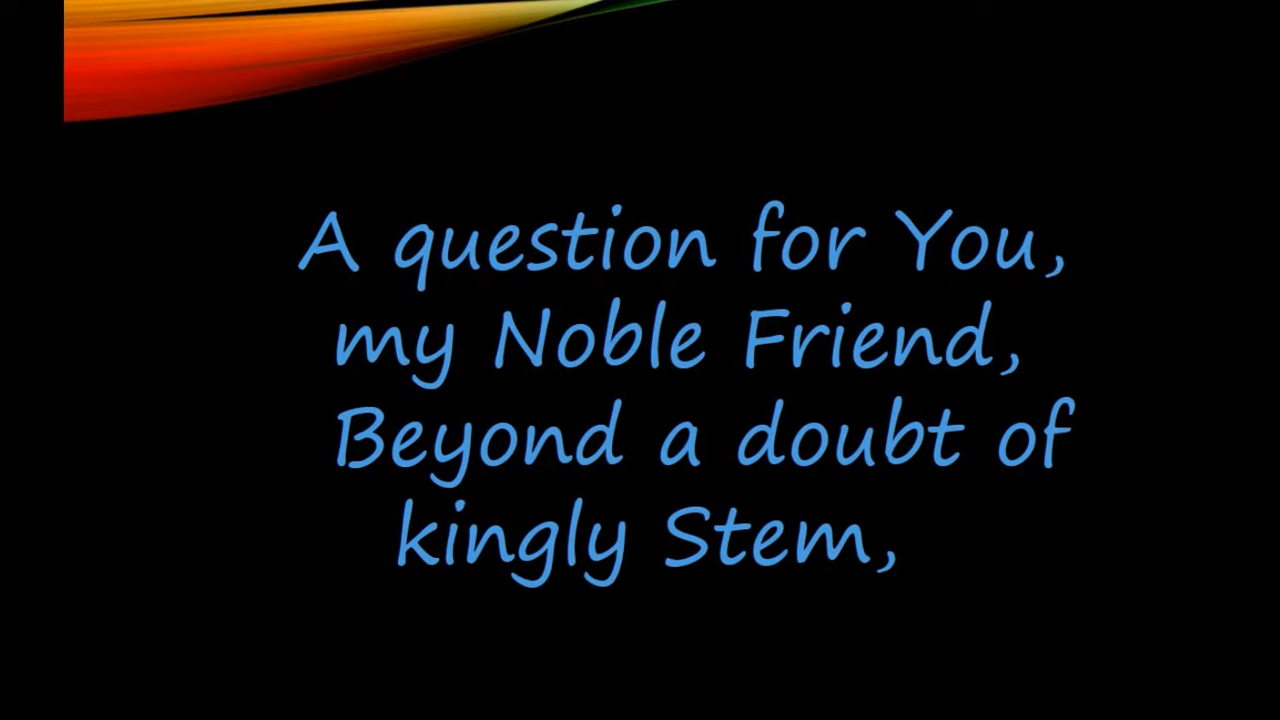 A question for You,
my Noble Friend,
Beyond a doubt of
kingly Stem,